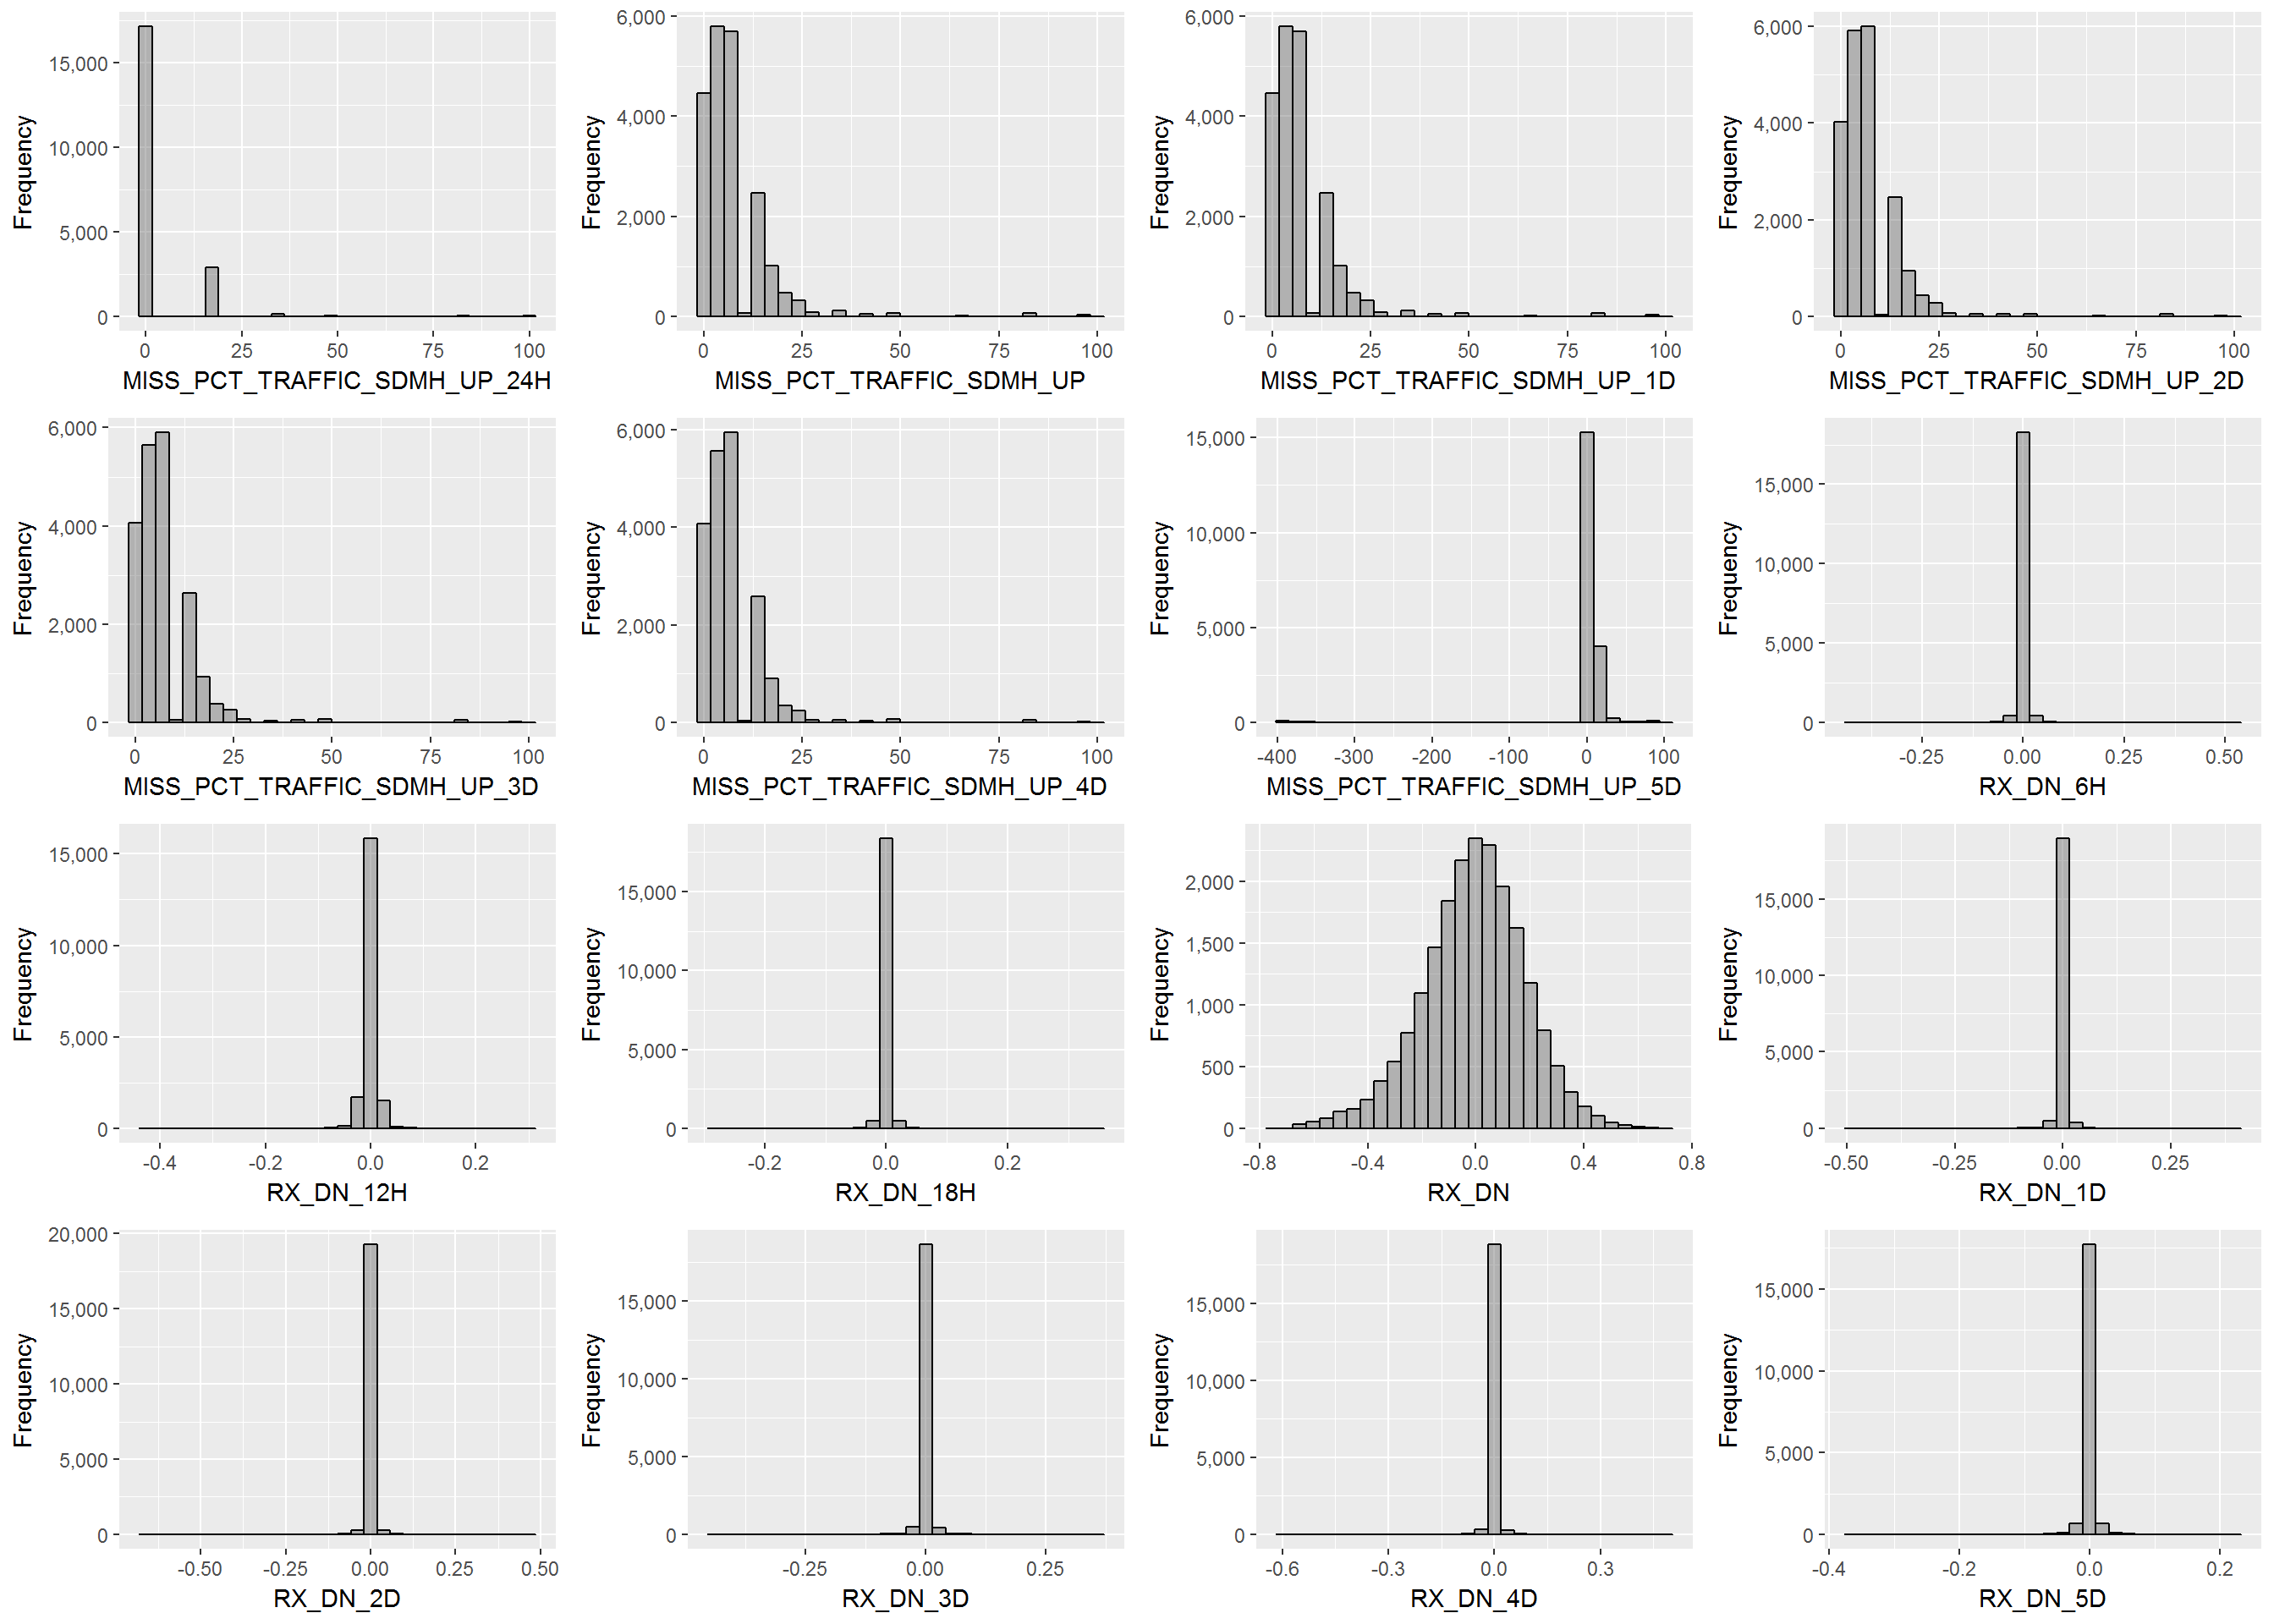 Frequency
15,000
10,000
5,000
0
0 25 50 75 100
MISS_PCT_TRAFFIC_SDMH_UP_24H
Frequency
6,000
4,000
2,000
0
0 25 50 75 100
MISS_PCT_TRAFFIC_SDMH_UP
Frequency
6,000
4,000
2,000
0
0 25 50 75 100
MISS_PCT_TRAFFIC_SDMH_UP_1D
Frequency
6,000
4,000
2,000
0
0 25 50 75 100
MISS_PCT_TRAFFIC_SDMH_UP_2D
Frequency
6,000
4,000
2,000
0
0 25 50 75 100
MISS_PCT_TRAFFIC_SDMH_UP_3D
Frequency
6,000
4,000
2,000
0
0 25 50 75 100
MISS_PCT_TRAFFIC_SDMH_UP_4D
Frequency
15,000
10,000
5,000
0
-400 -300 -200 -100 0 100
MISS_PCT_TRAFFIC_SDMH_UP_5D
Frequency
15,000
10,000
5,000
0
-0.25 0.00 0.25 0.50
RX_DN_6H
Frequency
15,000
10,000
5,000
0
-0.4 -0.2 0.0 0.2
RX_DN_12H
Frequency
15,000
10,000
5,000
0
-0.2 0.0 0.2
RX_DN_18H
Frequency
2,000
1,500
1,000
500
0
-0.8 -0.4 0.0 0.4 0.8
RX_DN
Frequency
15,000
10,000
5,000
0
-0.50 -0.25 0.00 0.25
RX_DN_1D
Frequency
20,000
15,000
10,000
5,000
0
-0.50 -0.25 0.00 0.25 0.50
RX_DN_2D
Frequency
15,000
10,000
5,000
0
-0.25 0.00 0.25
RX_DN_3D
Frequency
15,000
10,000
5,000
0
-0.6 -0.3 0.0 0.3
RX_DN_4D
Frequency
15,000
10,000
5,000
0
-0.4 -0.2 0.0 0.2
RX_DN_5D